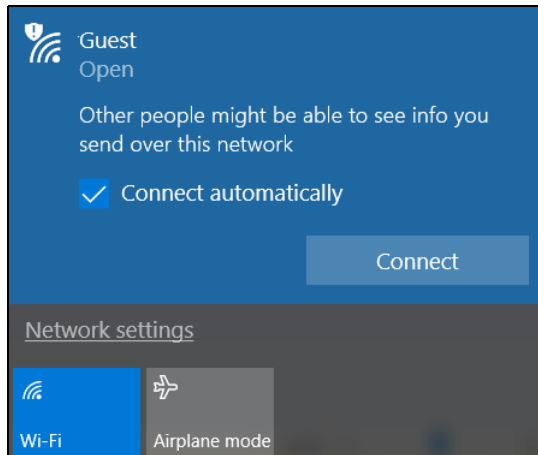 Guest
Open
Other people might be able to see info you
send over this network
Connect automatically
Connect
Network settings
Wi-Fi
Airplane mode